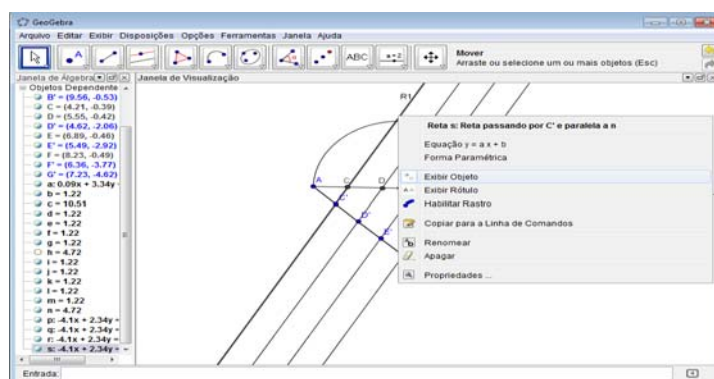 GeoGebra
Arquivo Editar Exibir Disposições Opções Ferramentas Janela Ajuda
A
ABC
a=2
Mover
Arraste ou selecione um ou mais objetos (Esc)
Janela de Álgebra
Janela de Visualização
Objetos Dependente
B' = (9.56, -0.53)
C = (4.21, -0.39)
D = (5.55, -0.42)
D' = (4.62, -2.06)
E = (6.89, -0.46)
E' = (5.49, -2.92)
F = (8.23, -0.49)
F' = (6.36, -3.77)
G' = (7.23, -4.62)
a: 0.09x + 3.34y
b = 1.22
c = 10.51
d = 1.22
e = 1.22
f = 1.22
g = 1.22
h = 4.72
i = 1.22
j = 1.22
k = 1.22
l = 1.22
m = 1.22
n = 4.72
p: -4.1x + 2.34y
q: -4.1x + 2.34y
r: -4.1x + 2.34y =
s: -4.1x + 2.34y =
R1
A
C
D
C'
D'
E'
Reta s: Reta passando por C' e paralela a n
Equação y = a x + b
Forma Paramétrica
Exibir Objeto
Exibir Rótulo
Habilitar Rastro
Copiar para a Linha de Comandos
Renomear
Apagar
Propriedades ...
Entrada: